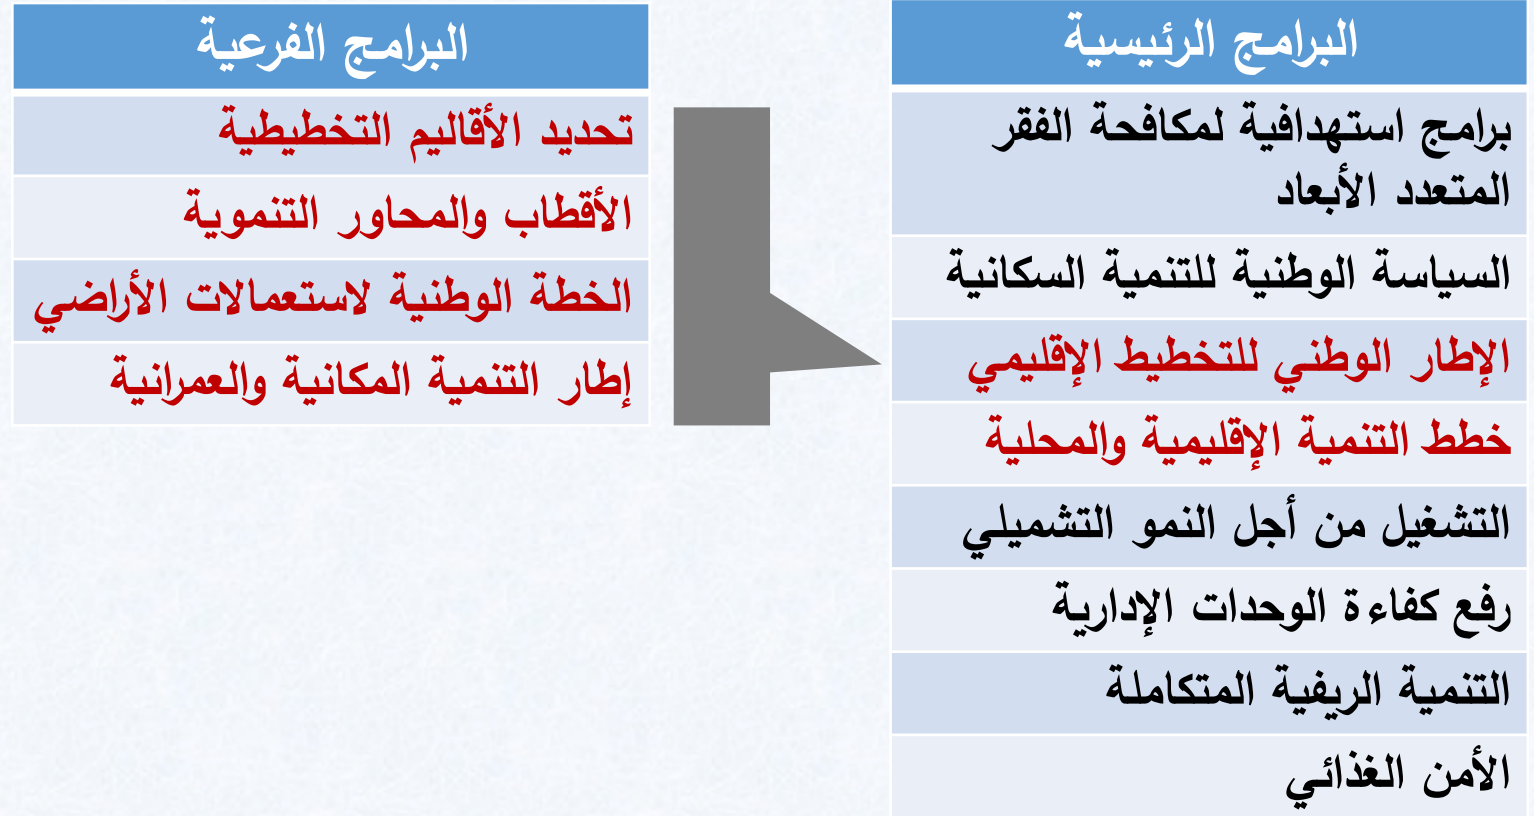 البرامج الرئيسية
برامج استهدافية لمكافحة الفقر
المتعدد الأبعاد
السياسة الوطنية للتنمية السكانية
الإطار الوطني للتخطيط الإقليمي
خطط التنمية الإقليمية والمحلية
التشغيل من أجل النمو التشميلي
رفع كفاءة الوحدات الإدارية
التنمية الريفية المتكاملة
الأمن الغذائي
البرامج الفرعية
تحديد الأقاليم التخطيطية
الأقطاب والمحاور التنموية
الخطة الوطنية لاستعمالات الأراضي
إطار التنمية المكانية والعمرانية